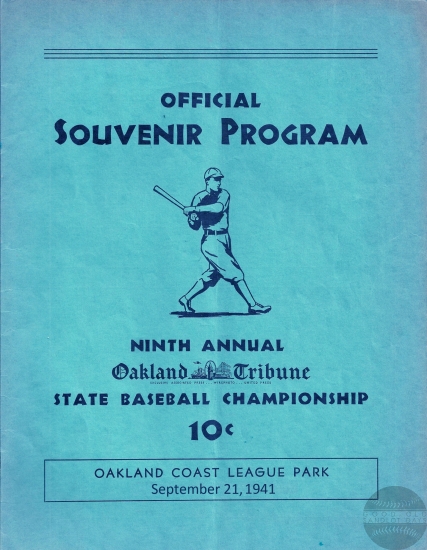 OFFICIAL
SOUVENIR PROGRAM
NINTH ANNUAL
Oakland Tribune
STATE BASEBALL CHAMPIONSHIP
10¢
OAKLAND COAST LEAGUE PARK
September 21, 1941